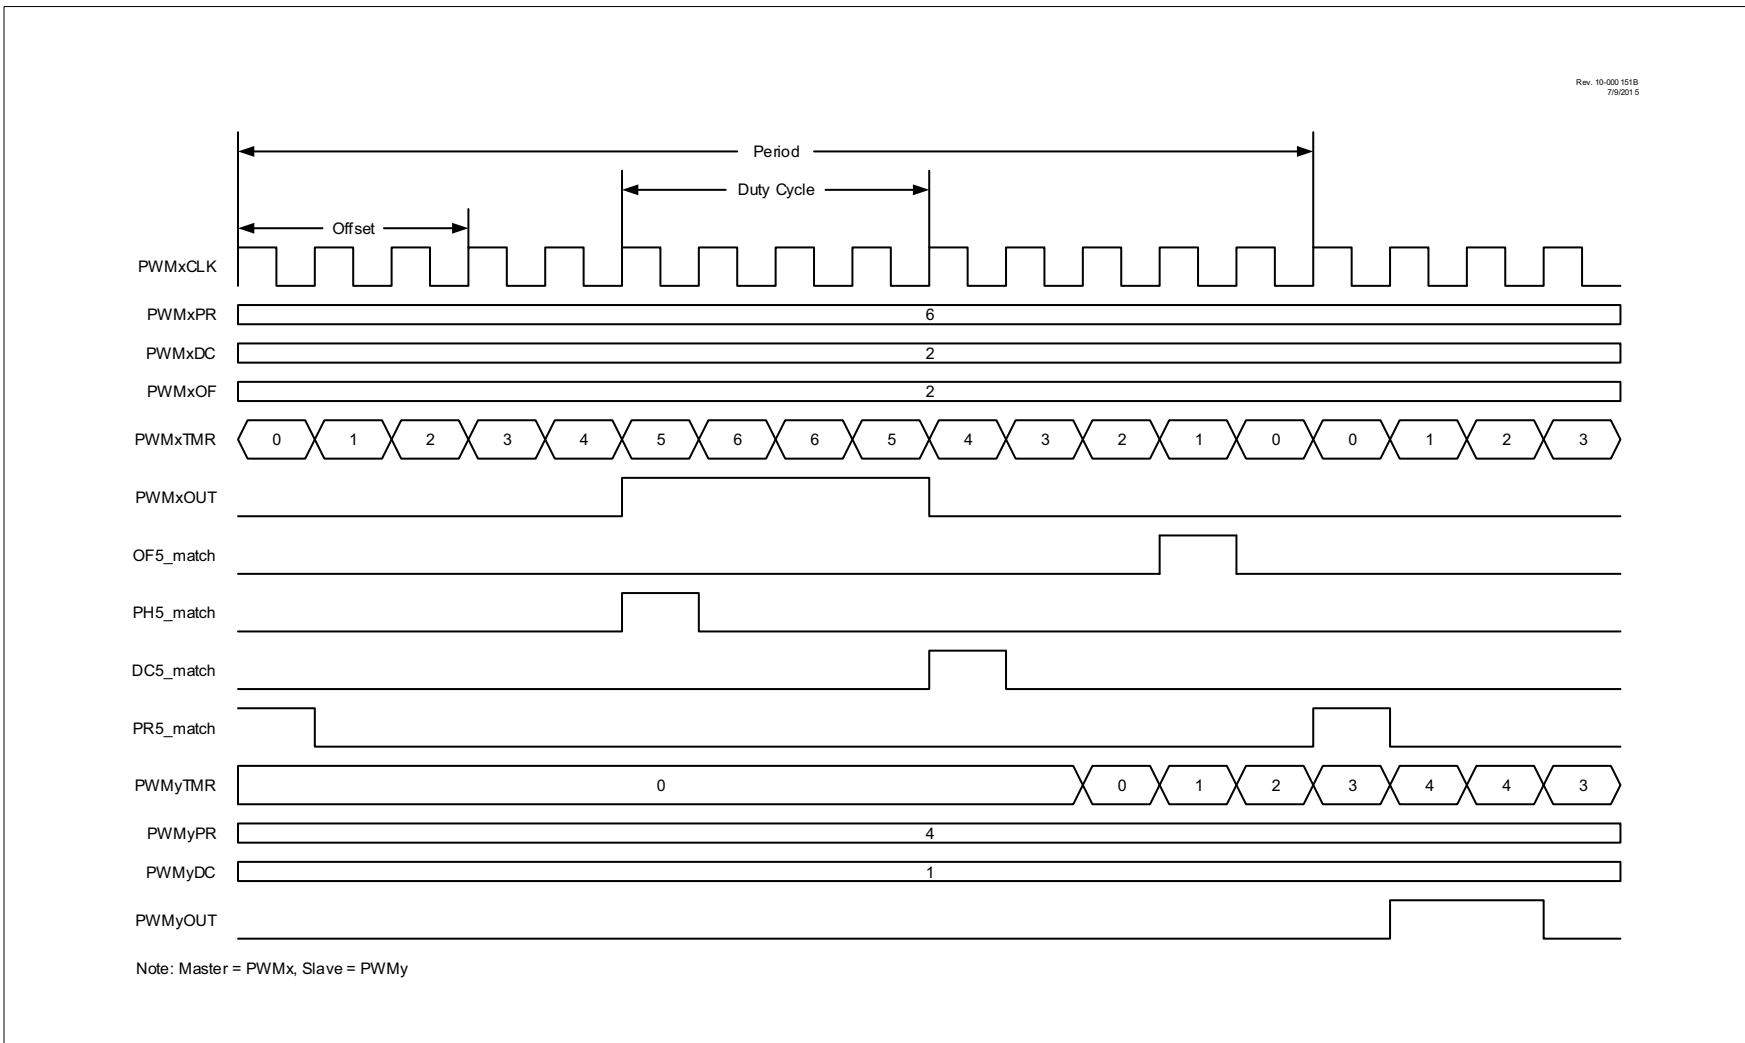 Rev. 10-000 151B
7/9/201 5
Period
Duty Cycle
Offset
PWMxCLK
PWMxPR
6
PWMxDC
2
PWMxOF
2
PWMxTMR 0 1 2 3 4 5 6 6 5 4 3 2 1 0 0 1 2 3
PWMxOUT
OF5_match
PH5_match
DC5_match
PR5_match
PWMyTMR 0 0 1 2 3 4 4 3
PWMyPR
4
PWMyDC
1
PWMyOUT
Note: Master = PWMx, Slave = PWMy